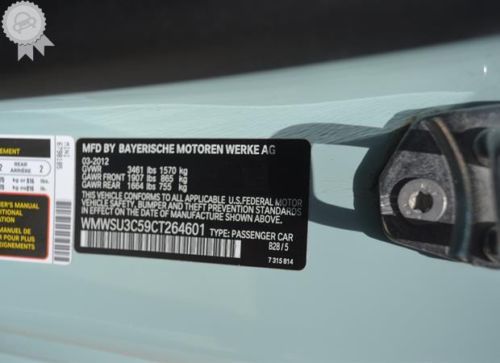 MFD BY BAYERISCHE MOTOREN WERKE AG
03-2012
GVWR 3461 lbs 1570 kg
GAWR FRONT 1907 lbs 865 kg
GAWR REAR 1664 lbs 755 kg
THIS VEHICLE CONFORMS TO ALL APPLICABLE U.S.FEDERAL MOTOR
VEHICLE SAFETY, BUMPER, AND THEFT PREVENTION STANDARDS
IN EFFECT ON THE DATE OF MANUFACTURE SHOWN ABOVE.
WMWSU3C59CT264601 TYPE: PASSENGER CAR
B28 / 5
7 315 814
REAR
ARRIÈRE
2